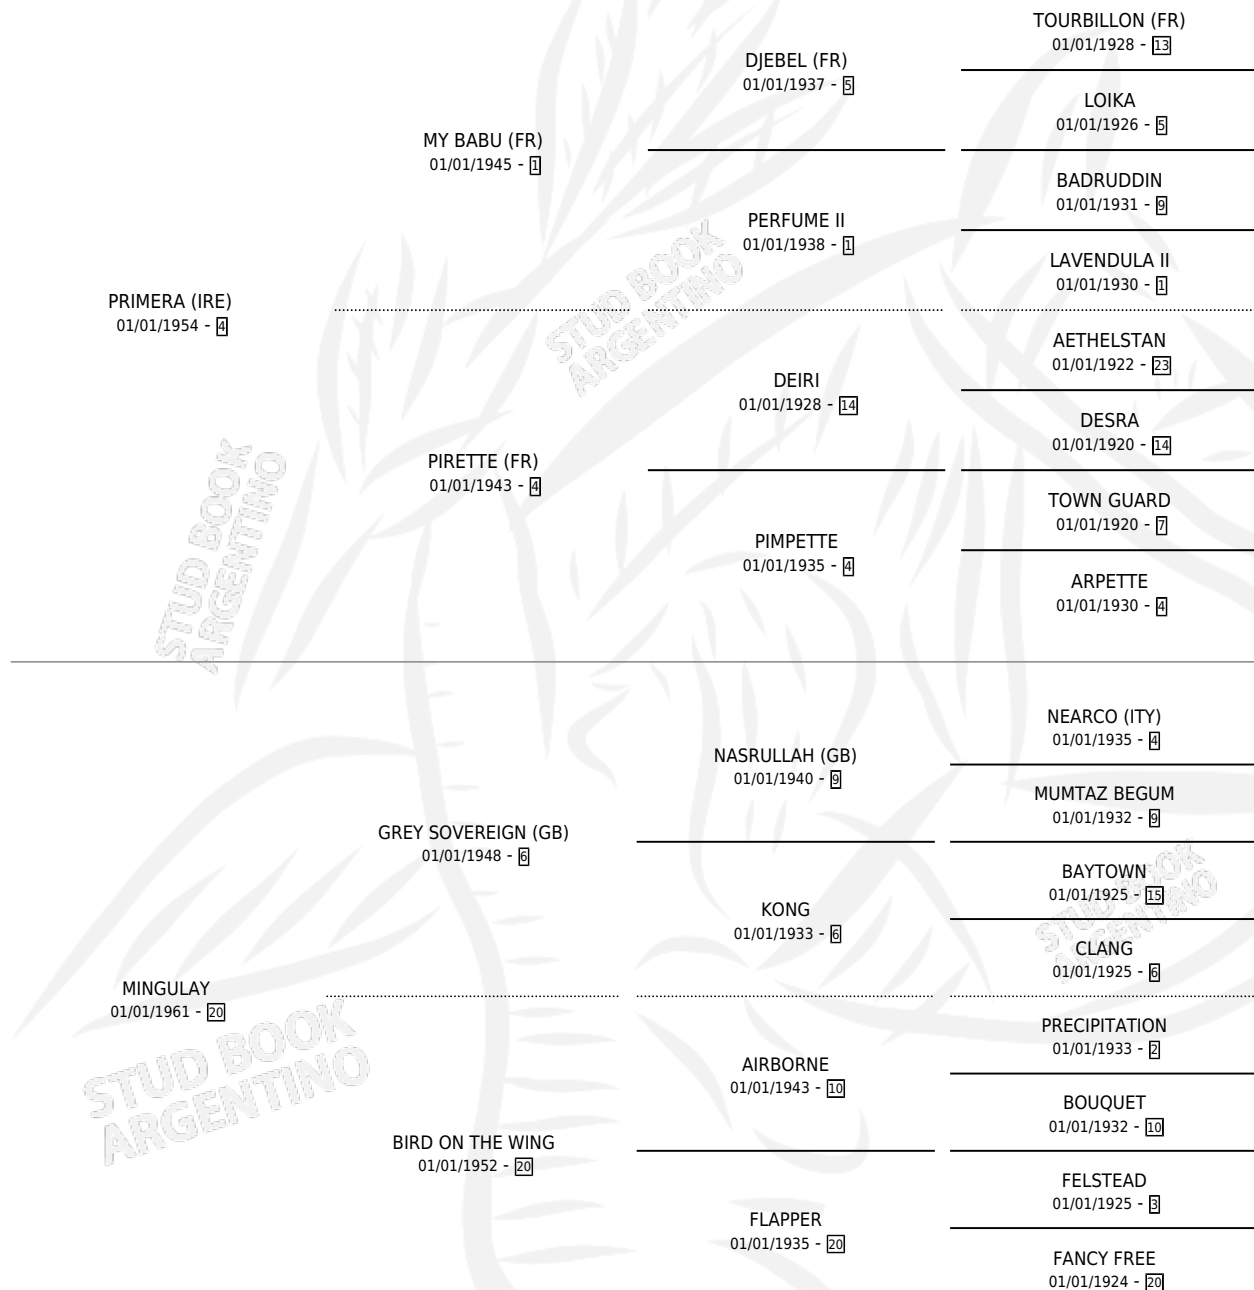 TOURBILLON (FR)
01/01/1928 - 13
DJEBEL (FR)
01/01/1937 - 5
LOIKA
01/01/1926 - 5
MY BABU (FR)
01/01/1945 - 1
BADRUDDIN
01/01/1931 - 9
PERFUME II
01/01/1938 - 1
LAVENDULA II
01/01/1930 - 1
PRIMERA (IRE)
01/01/1954 - 4
AETHELSTAN
01/01/1922 - 23
DEIRI
01/01/1928 - 14
DESRA
01/01/1920 - 14
PIRETTE (FR)
01/01/1943 - 4
TOWN GUARD
01/01/1920 - 7
PIMPETTE
01/01/1935 - 4
ARPETTE
01/01/1930 - 4
NEARCO (ITY)
01/01/1935 - 4
NASRULLAH (GB)
01/01/1940 - 9
MUMTAZ BEGUM
01/01/1932 - 9
GREY SOVEREIGN (GB)
01/01/1948 - 6
BAYTOWN
01/01/1925 - 15
KONG
01/01/1933 - 6
CLANG
01/01/1925 - 6
MINGULAY
01/01/1961 - 20
PRECIPITATION
01/01/1933 - 2
AIRBORNE
01/01/1943 - 10
BOUQUET
01/01/1932 - 10
BIRD ON THE WING
01/01/1952 - 20
FELSTEAD
01/01/1925 - 3
FLAPPER
01/01/1935 - 20
FANCY FREE
01/01/1924 - 20
STUD BOOK
ARGENTINO
STUD BOOK
ARGENTINO
STUD BOOK
ARGENTINO
STUD BOOK
ARGENTINO